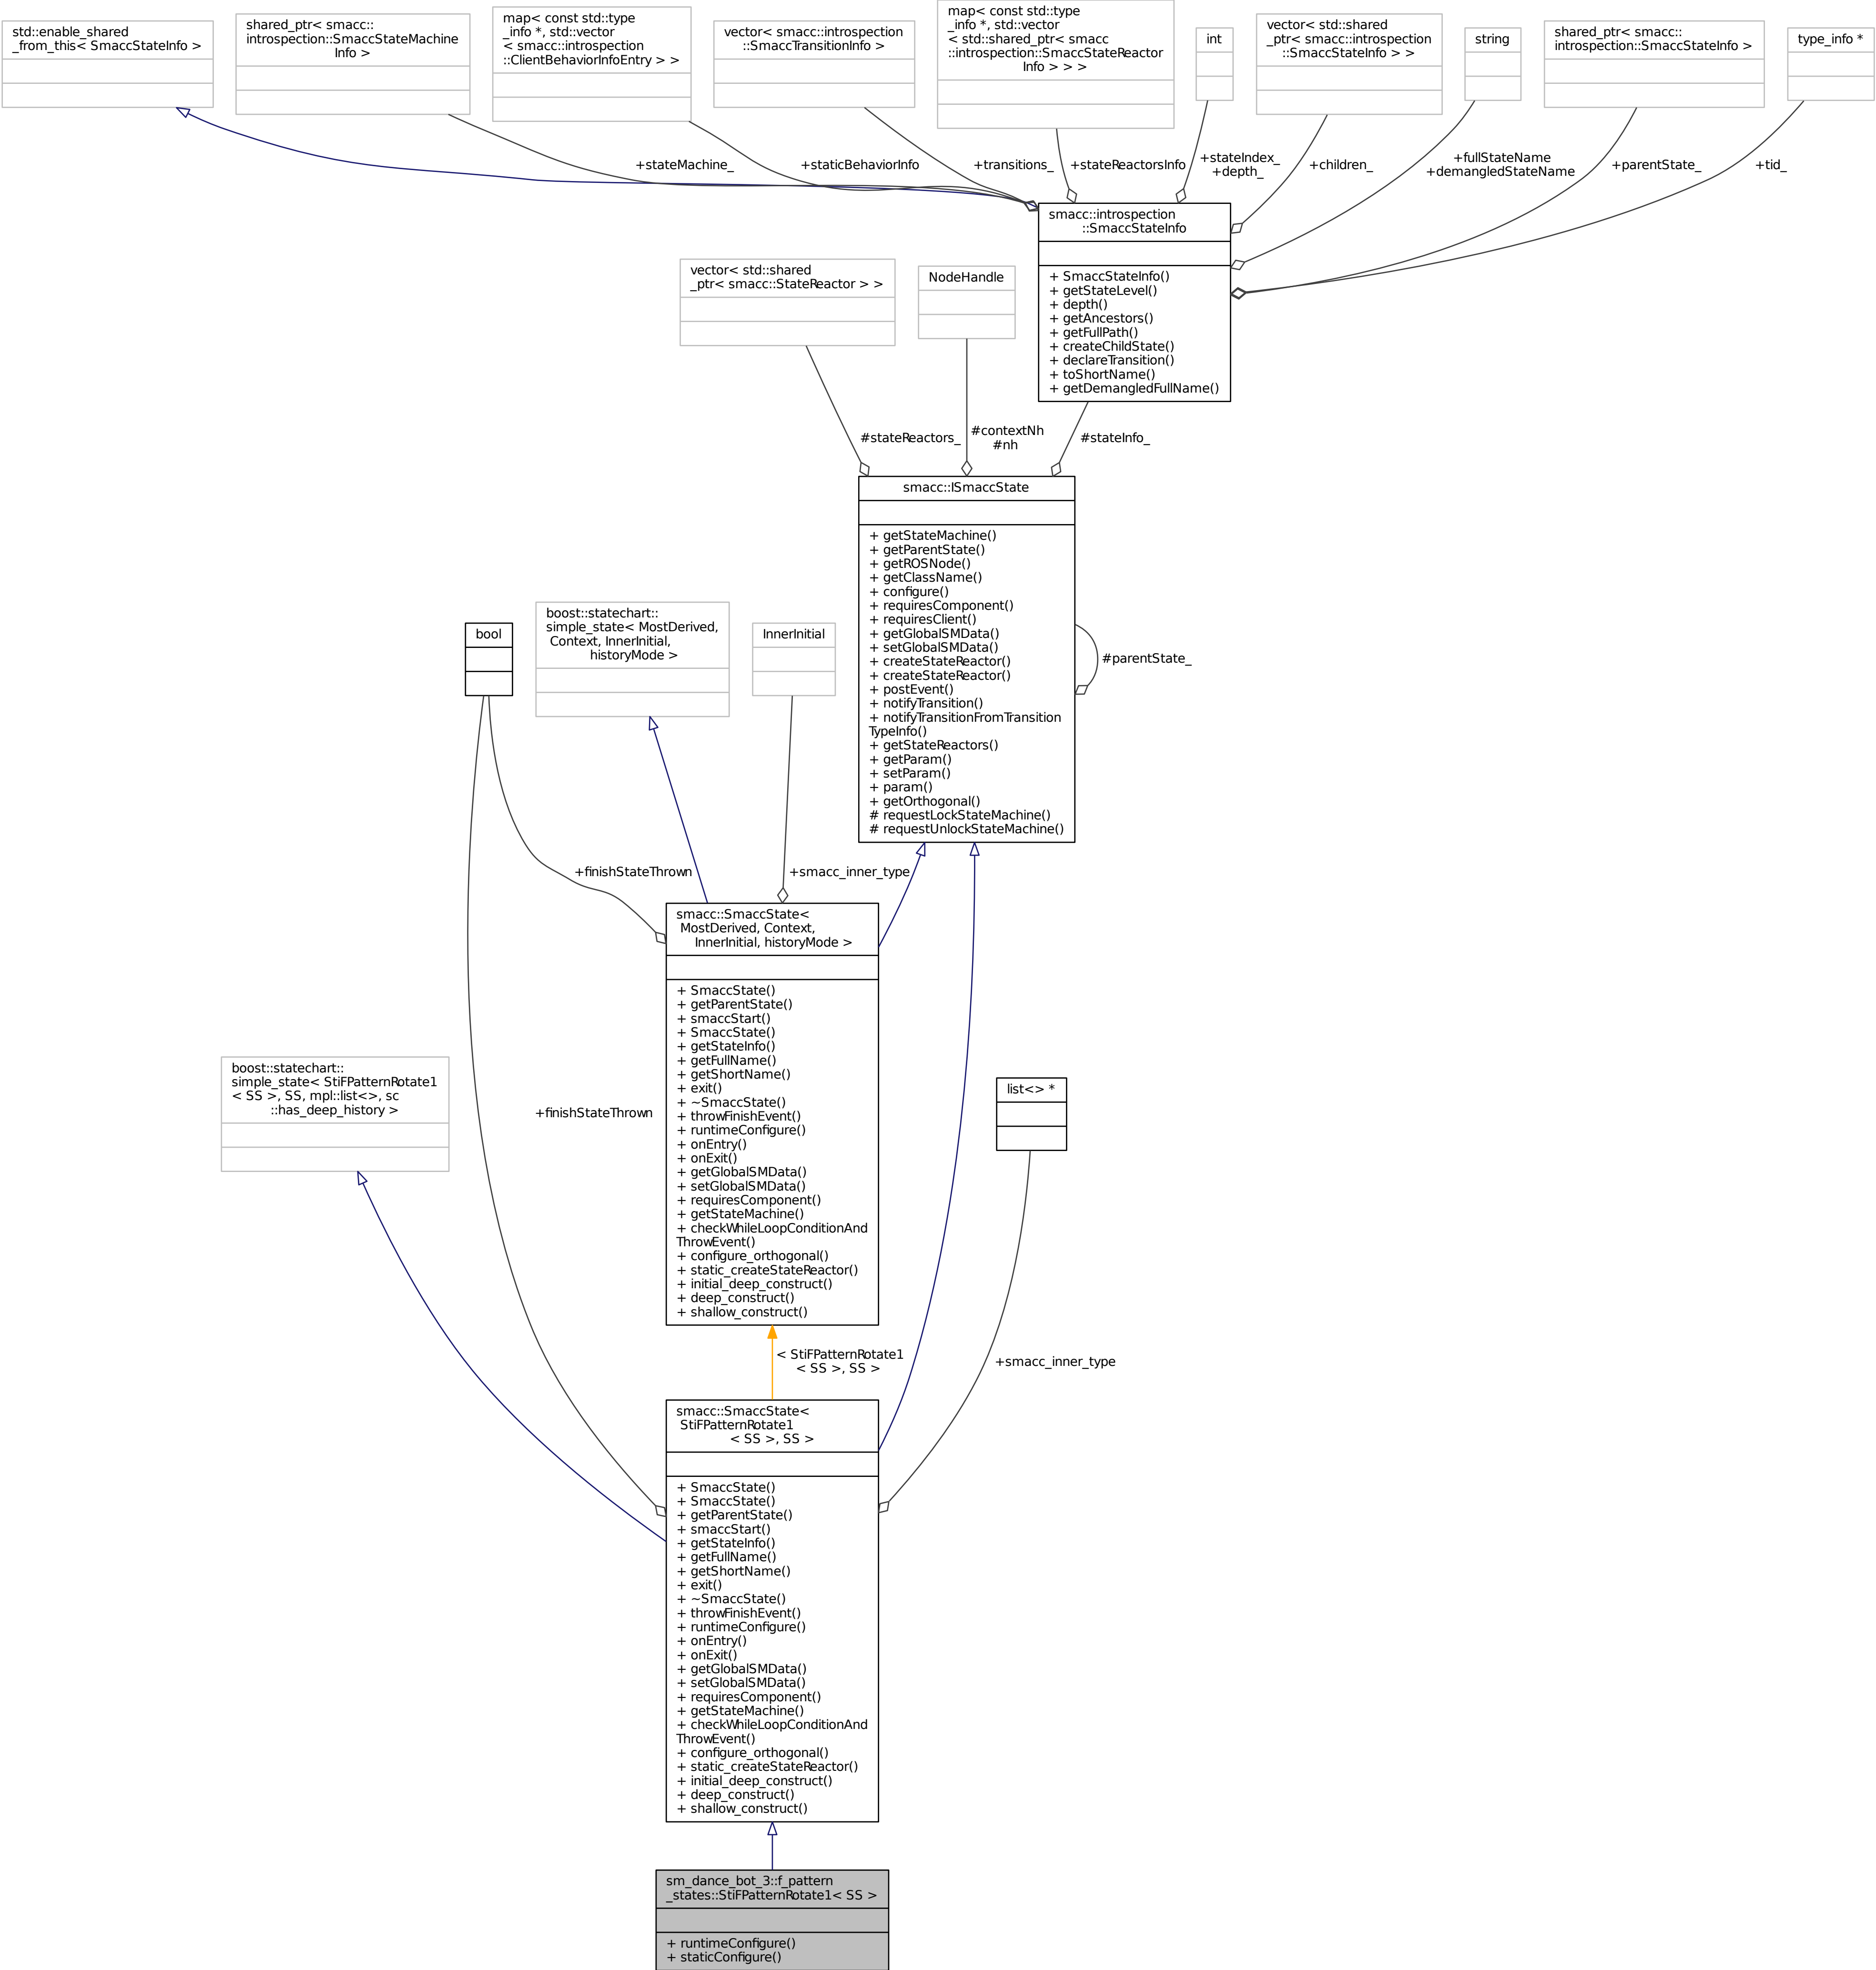 std::enable_shared
_from_this< SmaccStateInfo >
shared_ptr< smacc::
introspection::SmaccStateMachine
Info >
map< const std::type
_info *, std::vector
< smacc::introspection
::ClientBehaviorInfoEntry > >
vector< smacc::introspection
::SmaccTransitionInfo >
map< const std::type
_info *, std::vector
< std::shared_ptr< smacc
::introspection::SmaccStateReactor
Info > > >
int
vector< std::shared
_ptr< smacc::introspection
::SmaccStateInfo > >
string
shared_ptr< smacc::
introspection::SmaccStateInfo >
type_info *
+stateMachine_
+staticBehaviorInfo
+transitions_
+stateReactorsInfo
+stateIndex_
+depth_
+children_
+fullStateName
+demangledStateName
+parentState_
+tid_
smacc::introspection
::SmaccStateInfo
+ SmaccStateInfo()
+ getStateLevel()
+ depth()
+ getAncestors()
+ getFullPath()
+ createChildState()
+ declareTransition()
+ toShortName()
+ getDemangledFullName()
vector< std::shared
_ptr< smacc::StateReactor > >
NodeHandle
#stateReactors_
#contextNh
#nh
#stateInfo_
smacc::ISmaccState
+ getStateMachine()
+ getParentState()
+ getROSNode()
+ getClassName()
+ configure()
+ requiresComponent()
+ requiresClient()
+ getGlobalSMData()
+ setGlobalSMData()
+ createStateReactor()
+ createStateReactor()
+ postEvent()
+ notifyTransition()
+ notifyTransitionFromTransition
TypeInfo()
+ getStateReactors()
+ getParam()
+ setParam()
+ param()
+ getOrthogonal()
# requestLockStateMachine()
# requestUnlockStateMachine()
#parentState_
bool
boost::statechart::
simple_state< MostDerived,
Context, InnerInitial,
historyMode >
InnerInitial
+finishStateThrown
+smacc_inner_type
smacc::SmaccState<
MostDerived, Context,
InnerInitial, historyMode >
+ SmaccState()
+ getParentState()
+ smaccStart()
+ SmaccState()
+ getStateInfo()
+ getFullName()
+ getShortName()
+ exit()
+ ~SmaccState()
+ throwFinishEvent()
+ runtimeConfigure()
+ onEntry()
+ onExit()
+ getGlobalSMData()
+ setGlobalSMData()
+ requiresComponent()
+ getStateMachine()
+ checkWhileLoopConditionAnd
ThrowEvent()
+ configure_orthogonal()
+ static_createStateReactor()
+ initial_deep_construct()
+ deep_construct()
+ shallow_construct()
boost::statechart::
simple_state< StiFPatternRotate1
< SS >, SS, mpl::list<>, sc
::has_deep_history >
+finishStateThrown
list<> *
< StiFPatternRotate1
< SS >, SS >
+smacc_inner_type
smacc::SmaccState<
StiFPatternRotate1
< SS >, SS >
+ SmaccState()
+ SmaccState()
+ getParentState()
+ smaccStart()
+ getStateInfo()
+ getFullName()
+ getShortName()
+ exit()
+ ~SmaccState()
+ throwFinishEvent()
+ runtimeConfigure()
+ onEntry()
+ onExit()
+ getGlobalSMData()
+ setGlobalSMData()
+ requiresComponent()
+ getStateMachine()
+ checkWhileLoopConditionAnd
ThrowEvent()
+ configure_orthogonal()
+ static_createStateReactor()
+ initial_deep_construct()
+ deep_construct()
+ shallow_construct()
sm_dance_bot_3::f_pattern
_states::StiFPatternRotate1< SS >
+ runtimeConfigure()
+ staticConfigure()